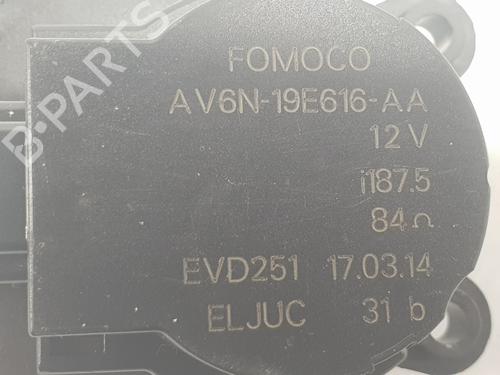 FOMOCO
AV6N-19E616-AA
12V
i187.5
84Ω
EVD251 17.03.14
ELJUC 31 b
B-PARTS